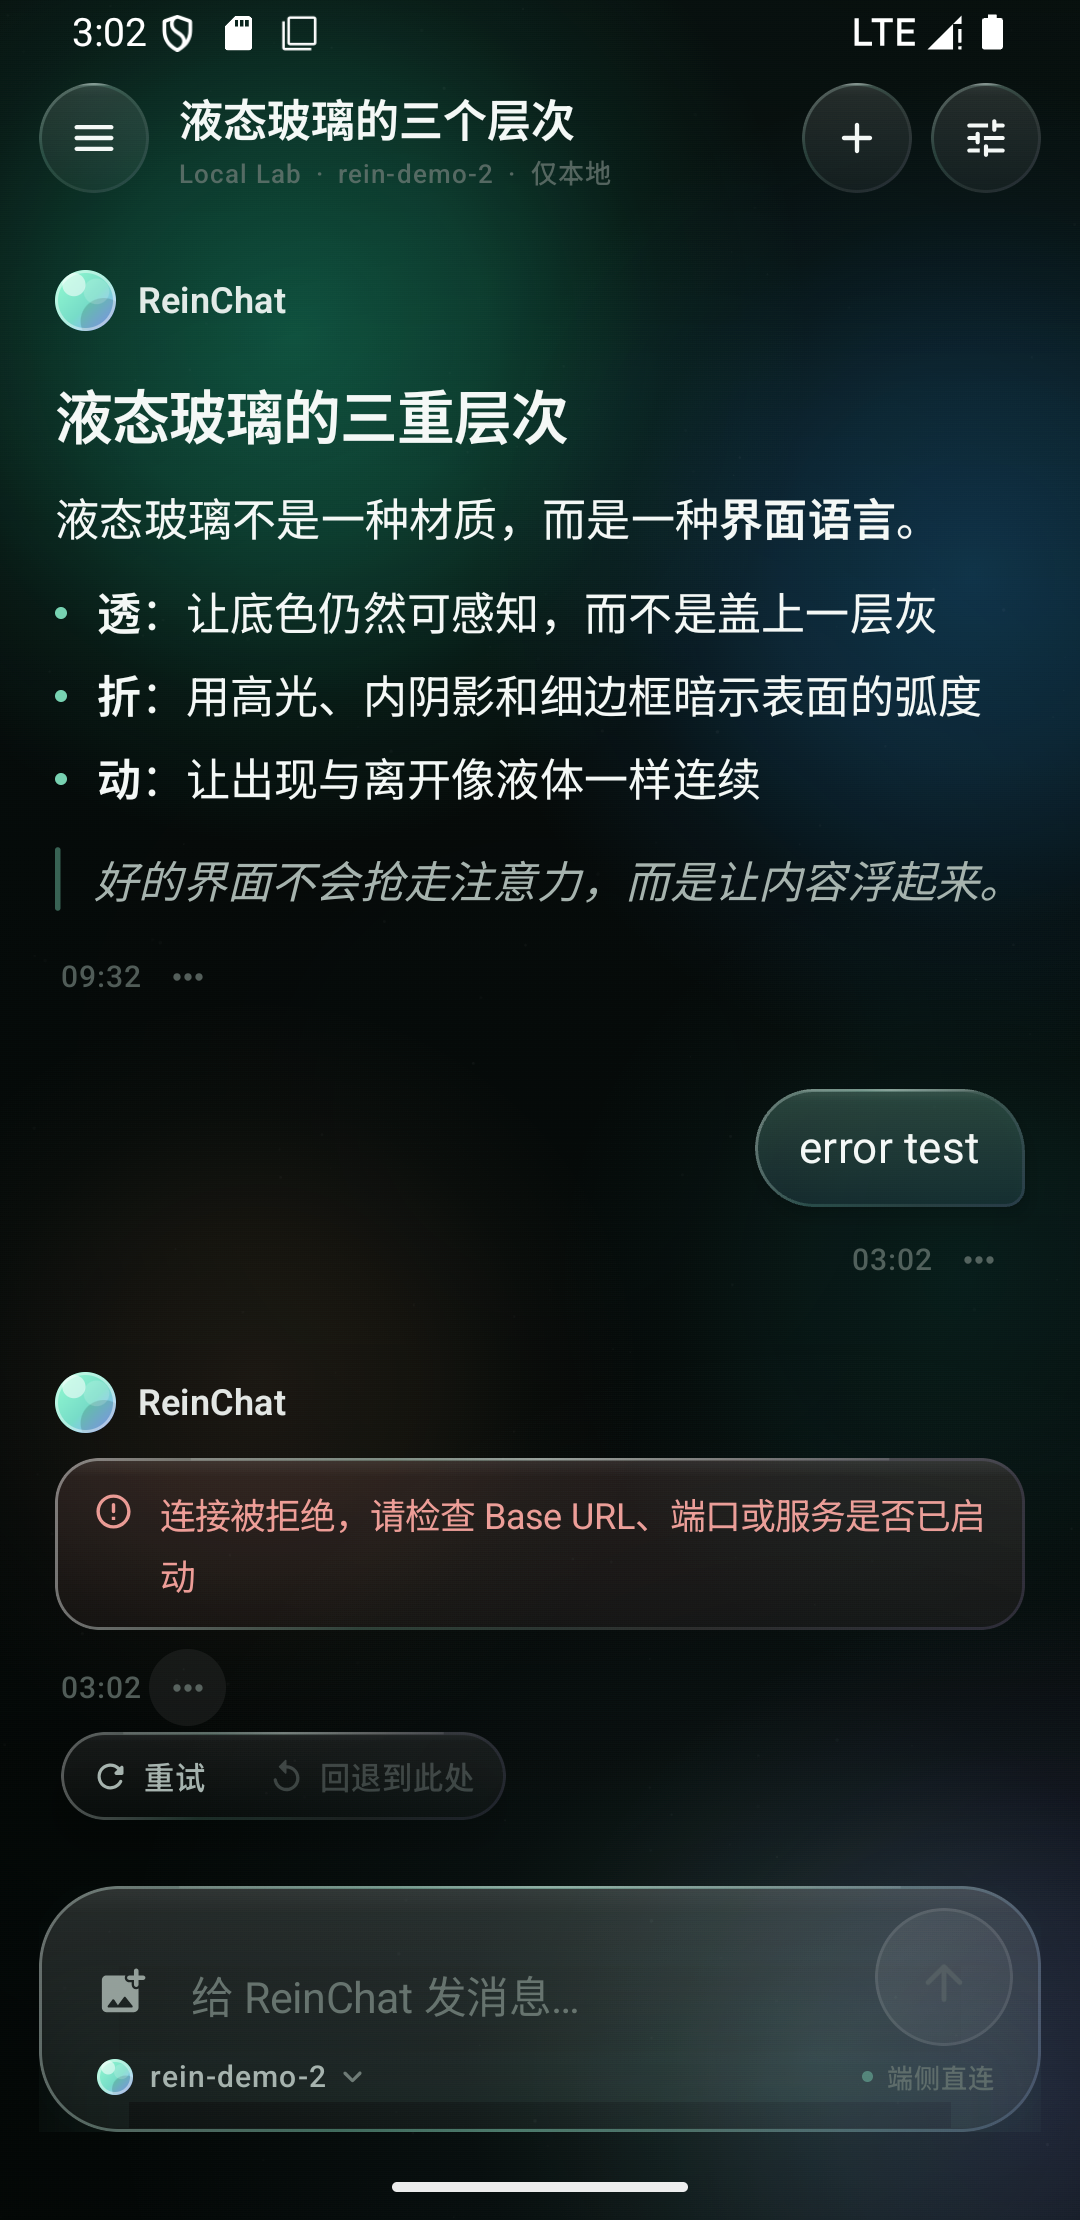 3:02
LTE
液态玻璃的三个层次
Local Lab · rein-demo-2 · 仅本地
ReinChat
液态玻璃的三重层次
液态玻璃不是一种材质，而是一种界面语言。
• 透：让底色仍然可感知，而不是盖上一层灰
• 折：用高光、内阴影和细边框暗示表面的弧度
• 动：让出现与离开像液体一样连续
好的界面不会抢走注意力，而是让内容浮起来。
09:32
error test
03:02
ReinChat
连接被拒绝，请检查 Base URL、端口或服务是否已启
动
03:02
重试 回退到此处
给 ReinChat 发消息...
rein-demo-2 端侧直连